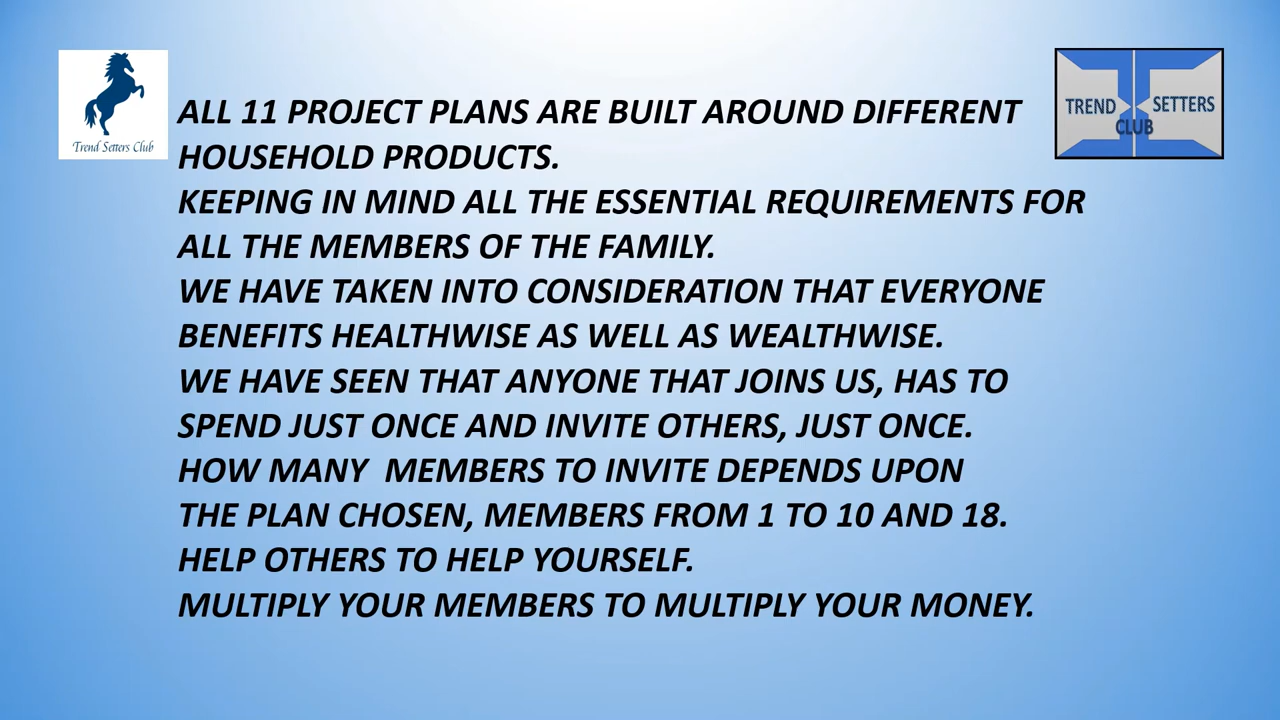 Trend Setters Club
TREND SETTERS
CLUB
ALL 11 PROJECT PLANS ARE BUILT AROUND DIFFERENT
HOUSEHOLD PRODUCTS.
KEEPING IN MIND ALL THE ESSENTIAL REQUIREMENTS FOR
ALL THE MEMBERS OF THE FAMILY.
WE HAVE TAKEN INTO CONSIDERATION THAT EVERYONE
BENEFITS HEALTHWISE AS WELL AS WEALTHWISE.
WE HAVE SEEN THAT ANYONE THAT JOINS US, HAS TO
SPEND JUST ONCE AND INVITE OTHERS, JUST ONCE.
HOW MANY  MEMBERS TO INVITE DEPENDS UPON
THE PLAN CHOSEN, MEMBERS FROM 1 TO 10 AND 18.
HELP OTHERS TO HELP YOURSELF.
MULTIPLY YOUR MEMBERS TO MULTIPLY YOUR MONEY.